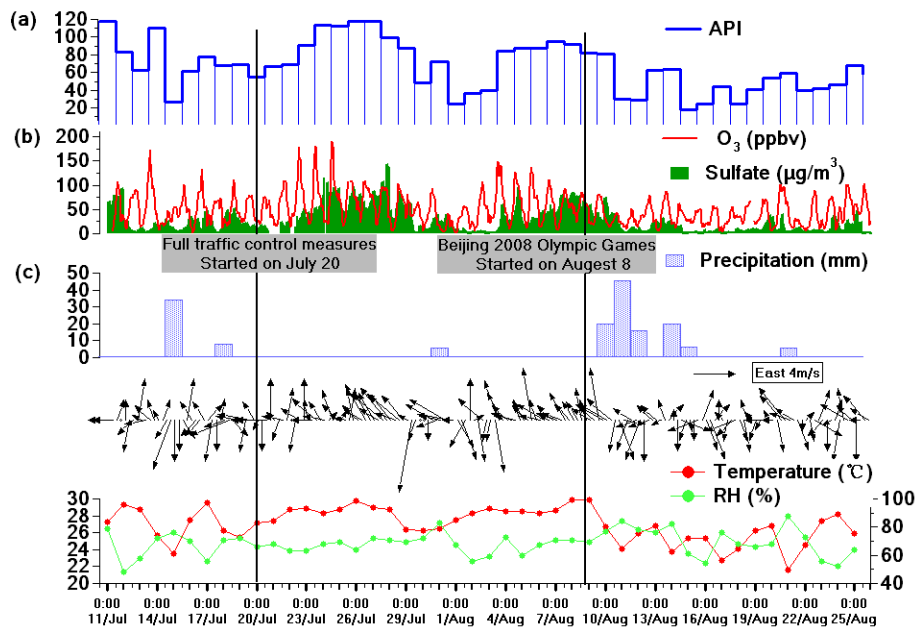 (a)
120
100
80
60
40
20
API
(b)
200
150
100
50
0
O3 (ppbv)
Sulfate (µg/m3)
Full traffic control measures
Started on July 20
Beijing 2008 Olympic Games
Started on Augest 8
(c)
50
40
30
20
10
0
Precipitation (mm)
East 4m/s
Temperature (℃)
RH (%)
30
28
26
24
22
20
100
80
60
40
0:00 0:00 0:00 0:00 0:00 0:00 0:00 0:00 0:00 0:00 0:00 0:00 0:00 0:00 0:00 0:00
11/Jul 14/Jul 17/Jul 20/Jul 23/Jul 26/Jul 29/Jul 1/Aug 4/Aug 7/Aug 10/Aug 13/Aug 16/Aug 19/Aug 22/Aug 25/Aug